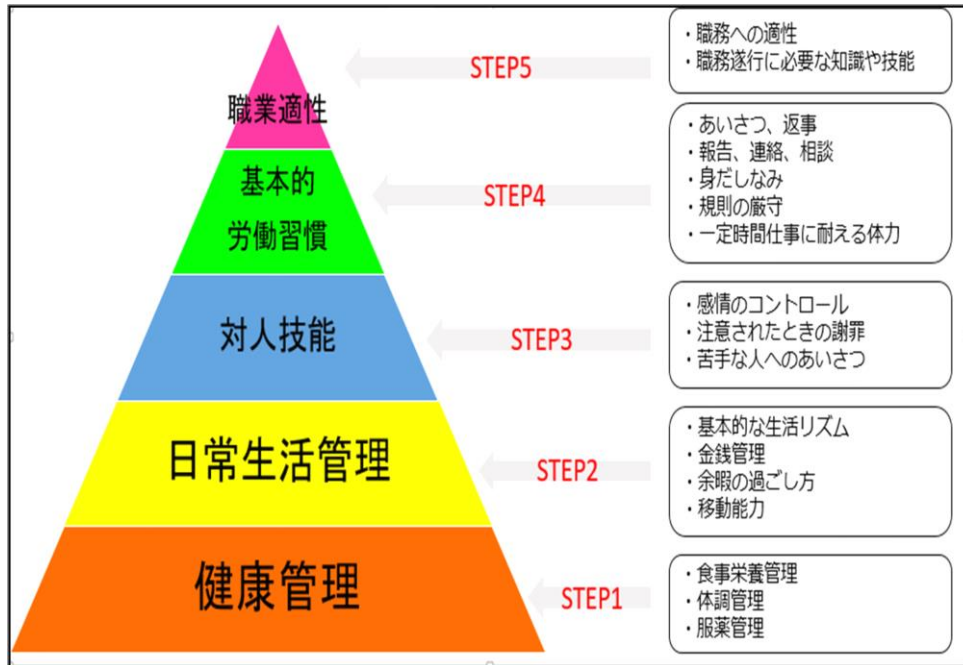 職業適性
STEP5
・職務への適性
・職務遂行に必要な知識や技能
基本的
労働習慣
STEP4
・あいさつ、返事
・報告、連絡、相談
・身だしなみ
・規則の厳守
・一定時間仕事に耐える体力
対人技能
STEP3
・感情のコントロール
・注意されたときの謝罪
・苦手な人へのあいさつ
日常生活管理
STEP2
・基本的な生活リズム
・金銭管理
・余暇の過ごし方
・移動能力
健康管理
STEP1
・食事栄養管理
・体調管理
・服薬管理